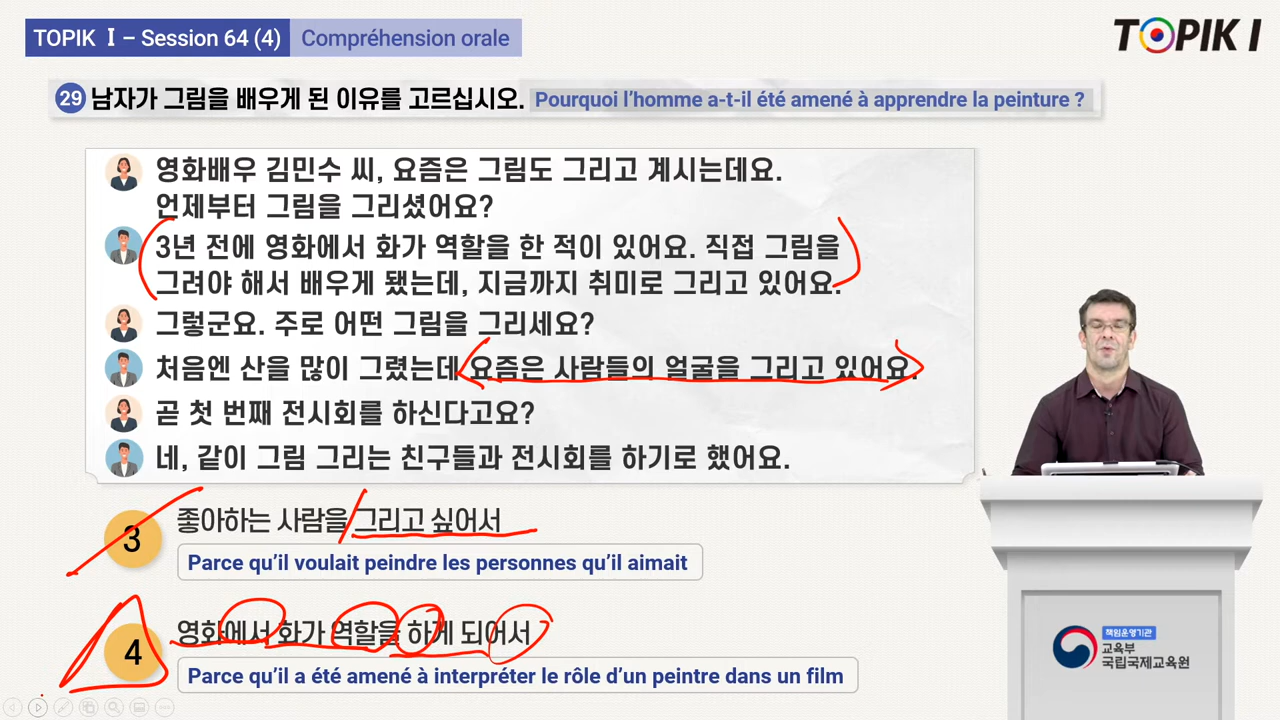 TOPIK Ⅰ – Session 64 (4) Compréhension orale
TOPIK I
29 남자가 그림을 배우게 된 이유를 고르십시오. Pourquoi l'homme a-t-il été amené à apprendre la peinture ?
영화배우 김민수 씨, 요즘은 그림도 그리고 계시는데요.
언제부터 그림을 그리셨어요?
3년 전에 영화에서 화가 역할을 한 적이 있어요. 직접 그림을
그려야 해서 배우게 됐는데, 지금까지 취미로 그리고 있어요.
그렇군요. 주로 어떤 그림을 그리세요?
처음엔 산을 많이 그렸는데 요즘은 사람들의 얼굴을 그리고 있어요.
곧 첫 번째 전시회를 하신다고요?
네, 같이 그림 그리는 친구들과 전시회를 하기로 했어요.
3 좋아하는 사람을 그리고 싶어서
Parce qu'il voulait peindre les personnes qu'il aimait
4 영화에서 화가 역할을 하게 되어서
Parce qu'il a été amené à interpréter le rôle d'un peintre dans un film
책임운영기관
교육부
국립국제교육원